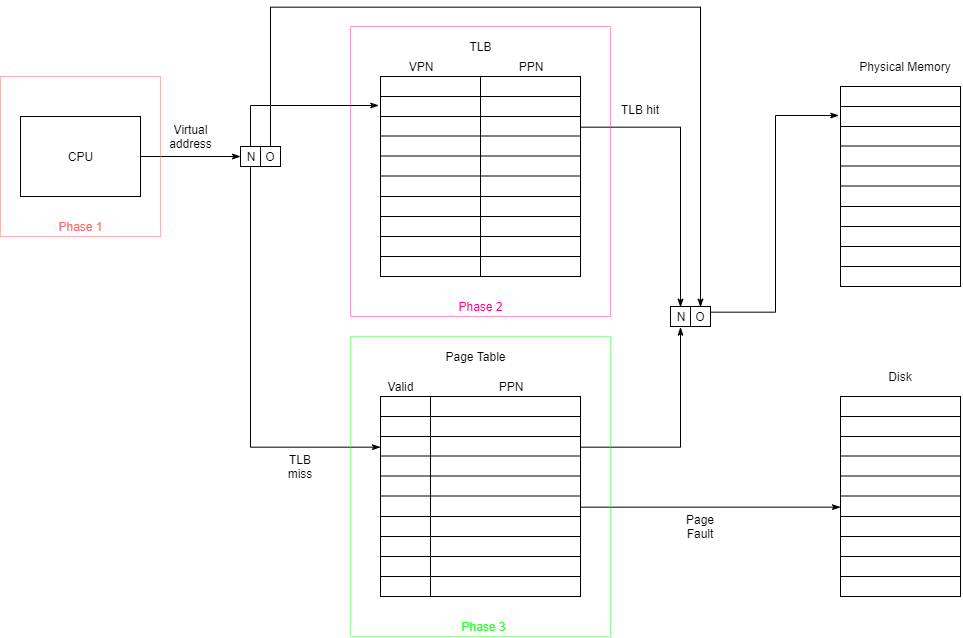 TLB
VPN
PPN
Physical Memory
TLB hit
Virtual
address
CPU
N
O
Phase 1
Phase 2
N
O
Page Table
Valid
PPN
Disk
TLB
miss
Page
Fault
Phase 3